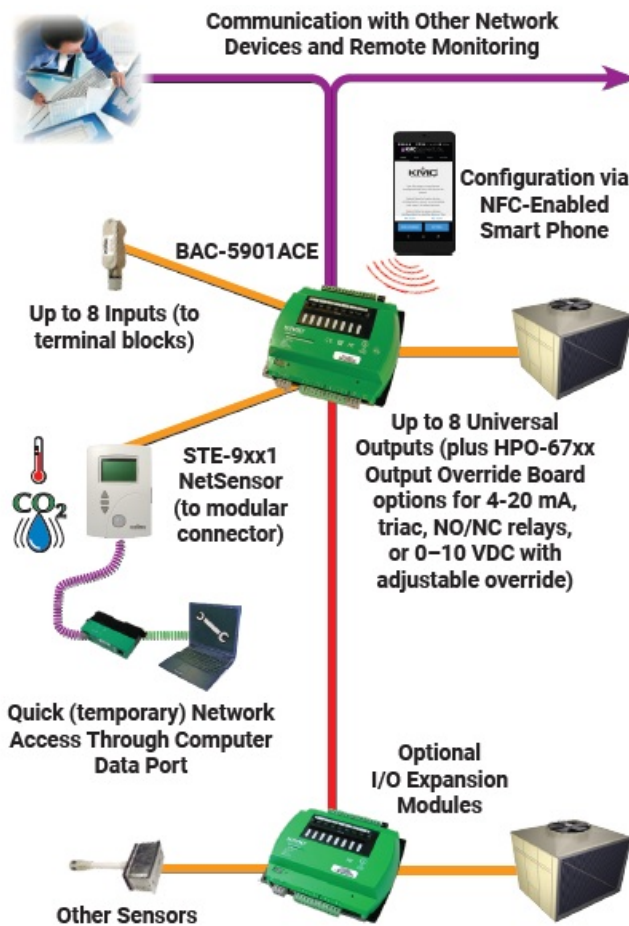 Communication with Other Network
Devices and Remote Monitoring
KMC
Configuration via
NFC-Enabled
Smart Phone
BAC-5901ACE
Up to 8 Inputs (to
terminal blocks)
STE-9xx1
NetSensor
(to modular
connector)
CO2
Up to 8 Universal
Outputs (plus HPO-67xx
Output Override Board
options for 4-20 mA,
triac, NO/NC relays,
or 0–10 VDC with
adjustable override)
Quick (temporary) Network
Access Through Computer
Data Port
Optional
I/O Expansion
Modules
Other Sensors